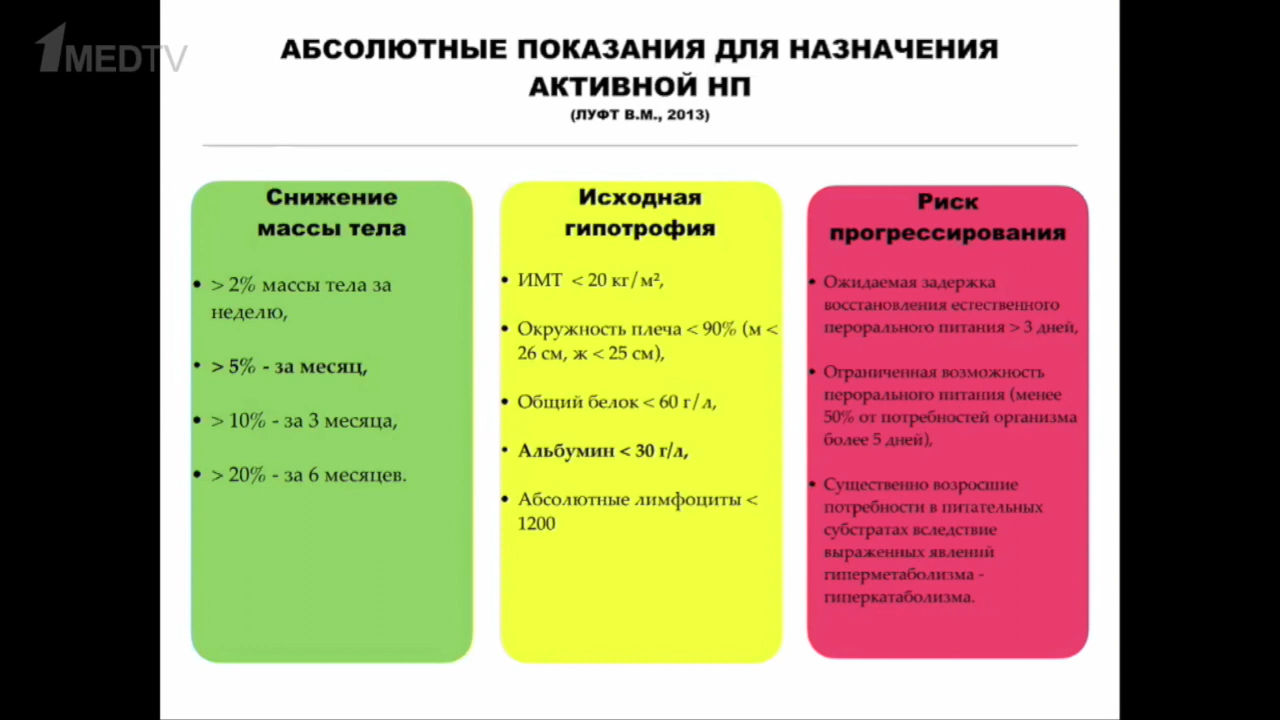 1MEDTV
АБСОЛЮТНЫЕ ПОКАЗАНИЯ ДЛЯ НАЗНАЧЕНИЯ
АКТИВНОЙ НП
(ЛУФТ В.М., 2013)
Снижение
массы тела
• > 2% массы тела за
неделю,
• > 5% - за месяц,
• > 10% - за 3 месяца,
• > 20% - за 6 месяцев.
Исходная
гипотрофия
• ИМТ < 20 кг/м²,
• Окружность плеча < 90% (м <
26 см, ж < 25 см),
• Общий белок < 60 г/л,
• Альбумин < 30 г/л,
• Абсолютные лимфоциты <
1200
Риск
прогрессирования
• Ожидаемая задержка
восстановления естественного
перорального питания > 3 дней,
• Ограниченная возможность
перорального питания (менее
50% от потребностей организма
более 5 дней),
• Существенно возросшие
потребности в питательных
субстратах вследствие
выраженных явлений
гиперметаболизма -
гиперкатаболизма.